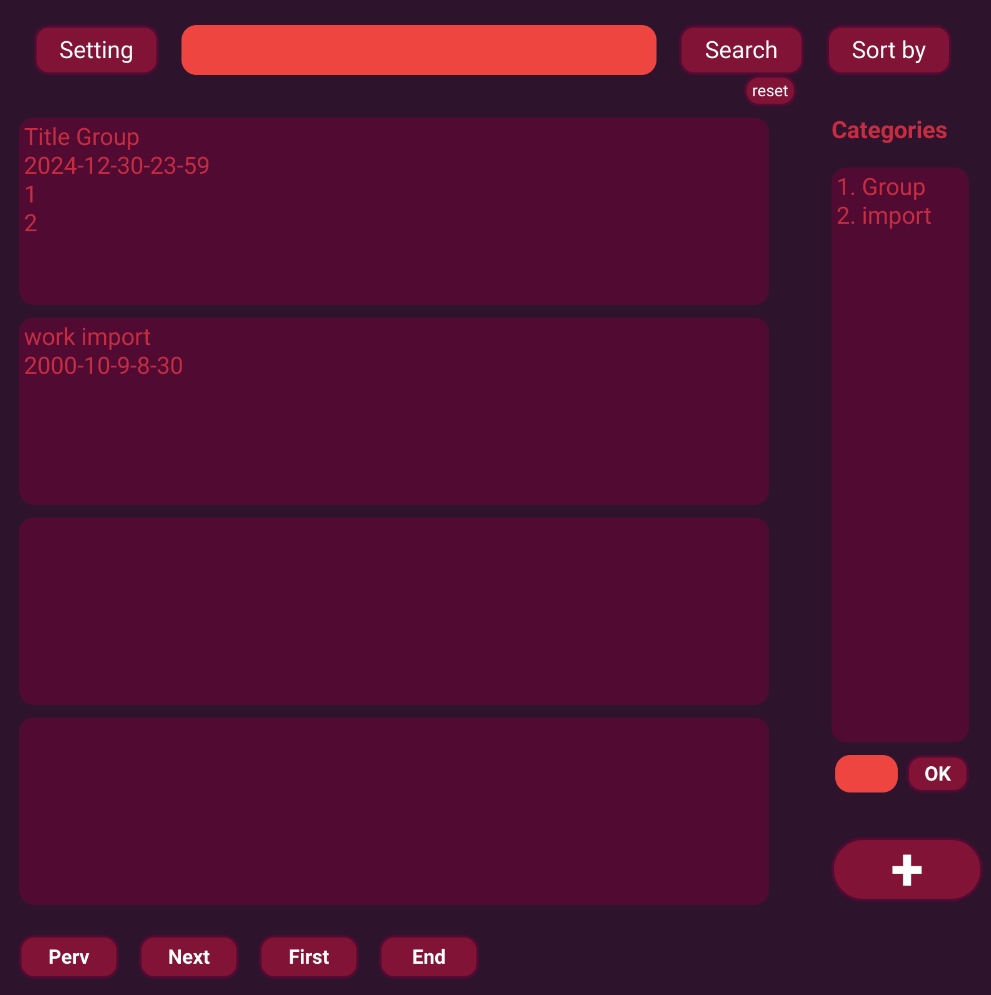 Setting
Search
Sort by
reset
Title Group
2024-12-30-23-59
1
2
Categories
1. Group
2. import
work import
2000-10-9-8-30
OK
Perv
Next
First
End